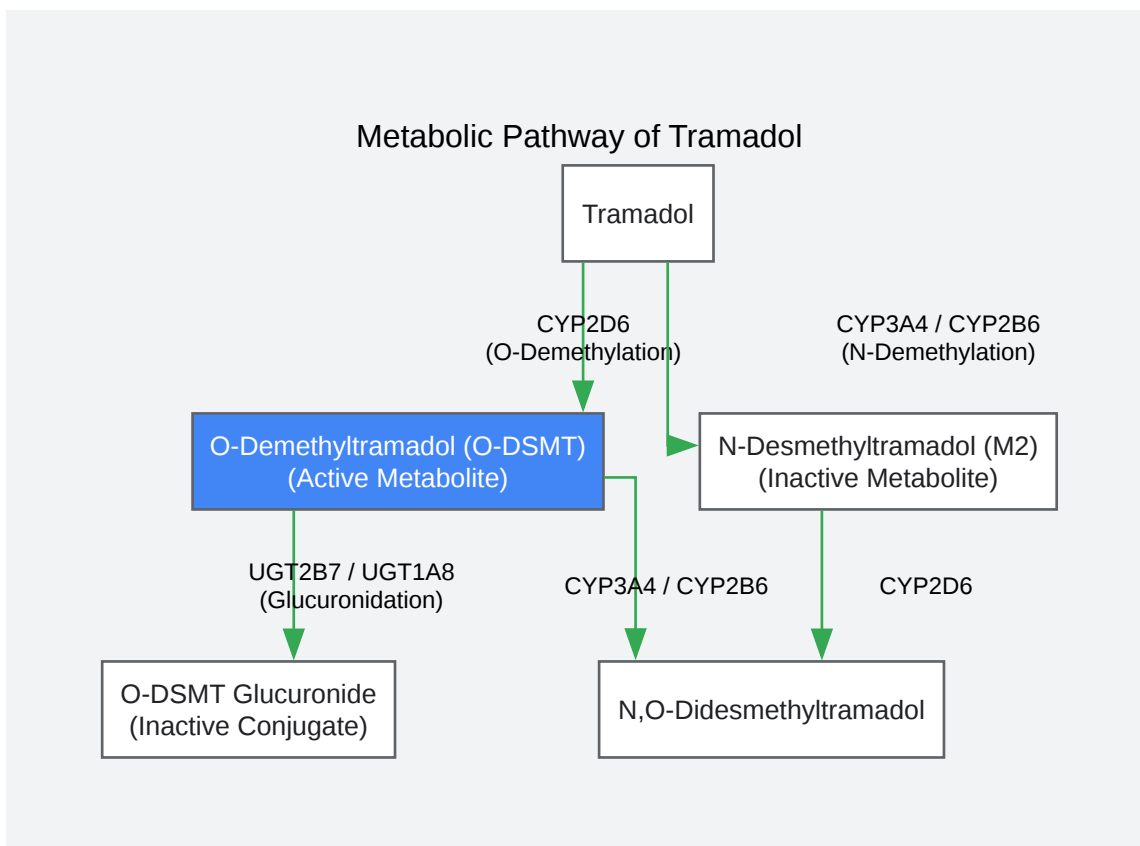 Metabolic Pathway of Tramadol
Tramadol
CYP2D6
(O-Demethylation)
CYP3A4 / CYP2B6
(N-Demethylation)
O-Demethyltramadol (O-DSMT)
(Active Metabolite)
N-Desmethyltramadol (M2)
(Inactive Metabolite)
UGT2B7 / UGT1A8
(Glucuronidation)
CYP3A4 / CYP2B6
CYP2D6
O-DSMT Glucuronide
(Inactive Conjugate)
N,O-Didesmethyltramadol